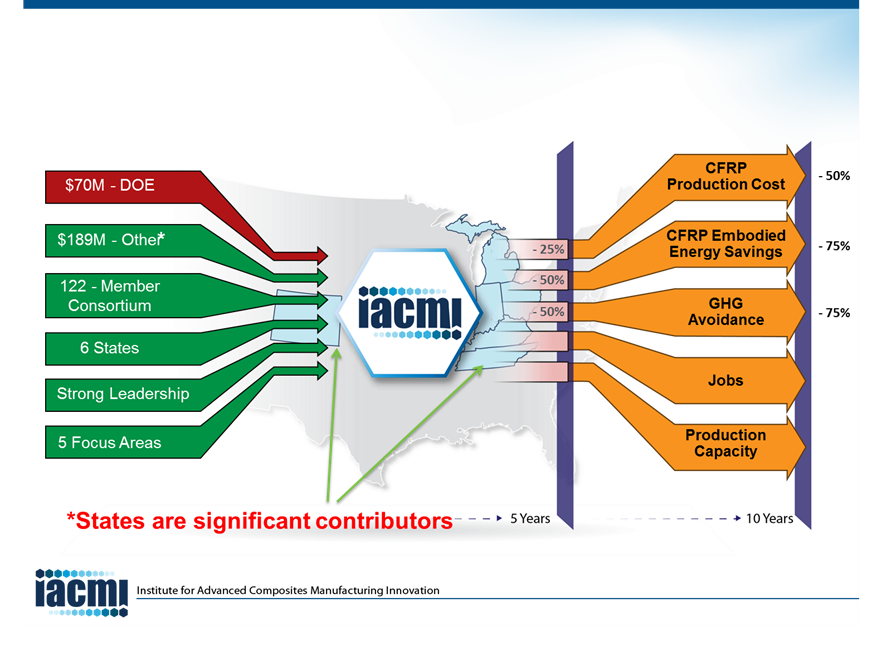 $70M - DOE
$189M - Other*
122 - Member
Consortium
6 States
Strong Leadership
5 Focus Areas
iacmi
- 25%
- 50%
- 50%
CFRP
Production Cost
- 50%
CFRP Embodied
Energy Savings
- 75%
GHG
Avoidance
- 75%
Jobs
Production
Capacity
*States are significant contributors
5 Years
10 Years
iacmi
Institute for Advanced Composites Manufacturing Innovation